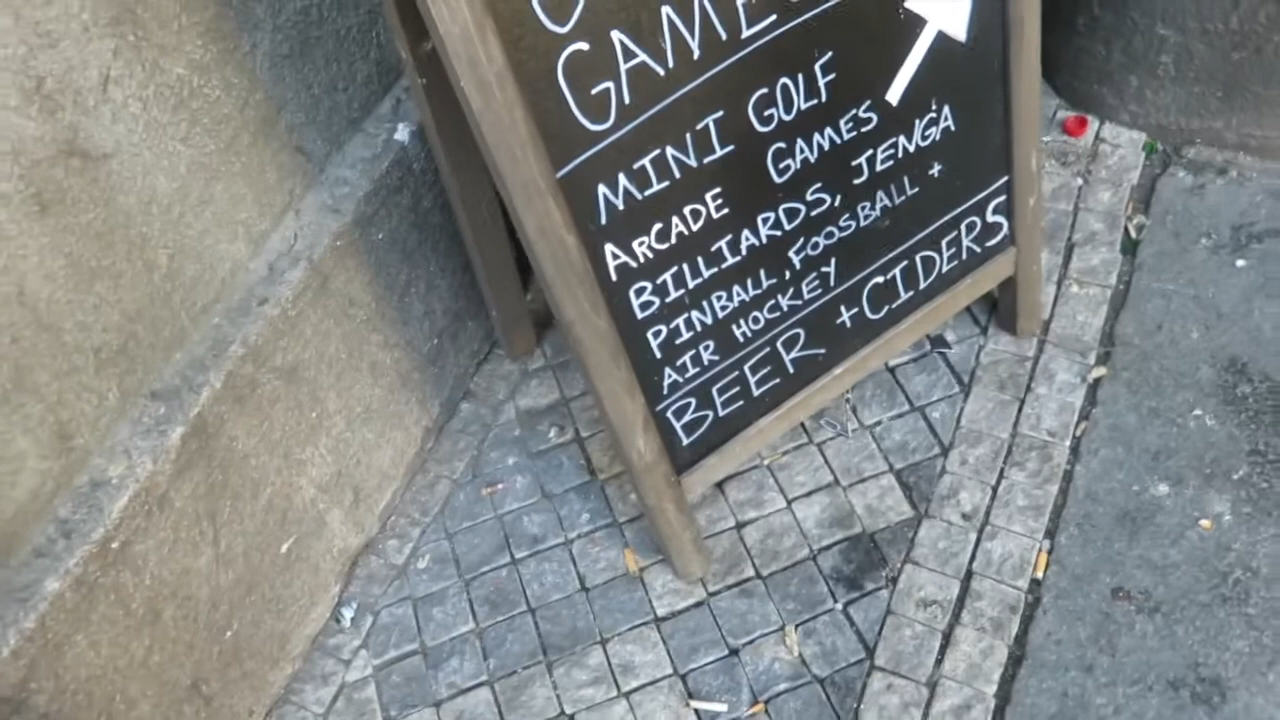 GAMES
MINI GOLF
ARCADE GAMES
BILLIARDS, JENGA
PINBALL, FOOSBALL +
AIR HOCKEY
BEER + CIDERS